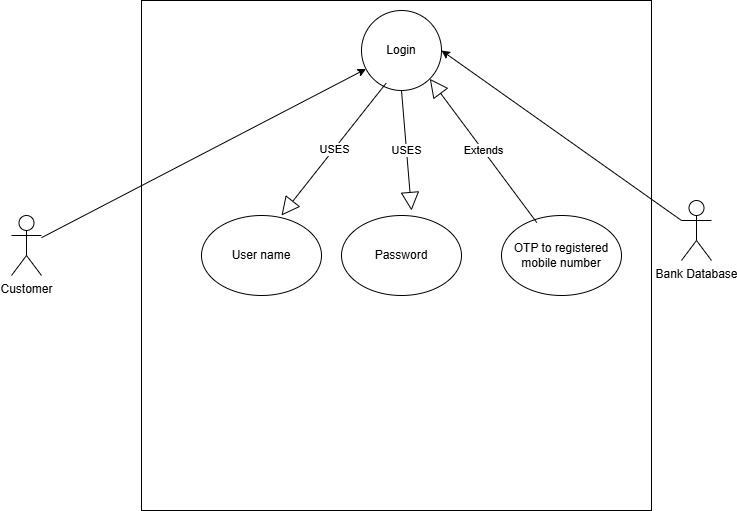 Login
USES
USES
Extends
User name
Password
OTP to registered
mobile number
Customer
Bank Database